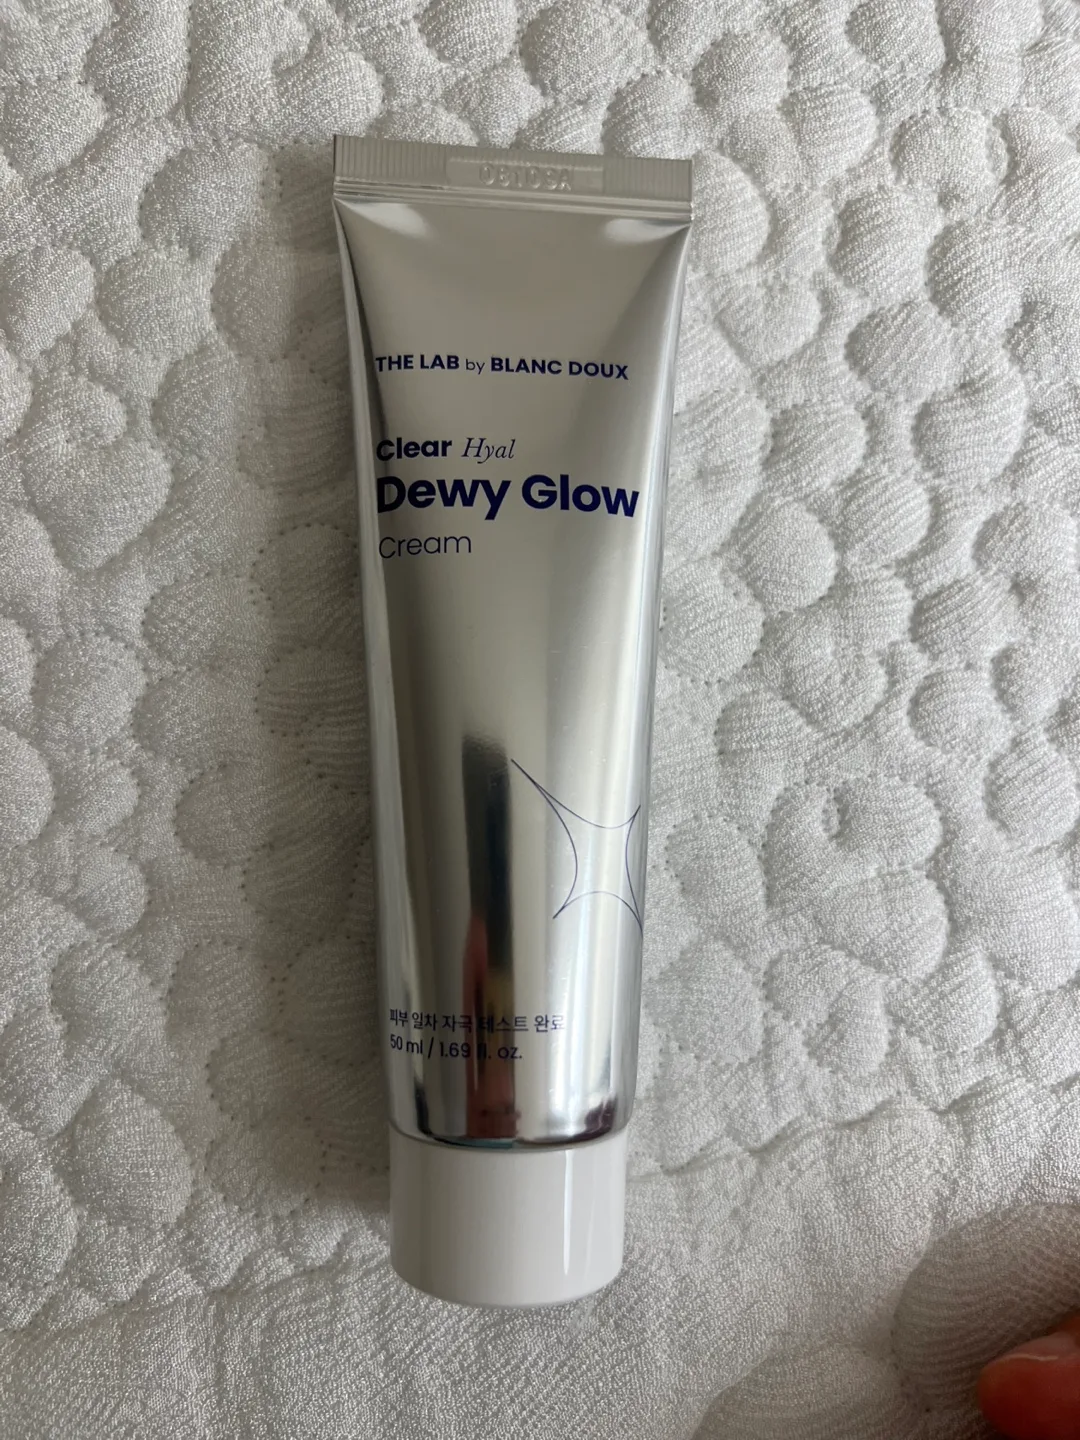 THE LAB by BLANC DOUX
Clear Hyal
Dewy Glow
Cream
피부 일차 자극 테스트 완료
50 ml / 1.69 fl. oz.